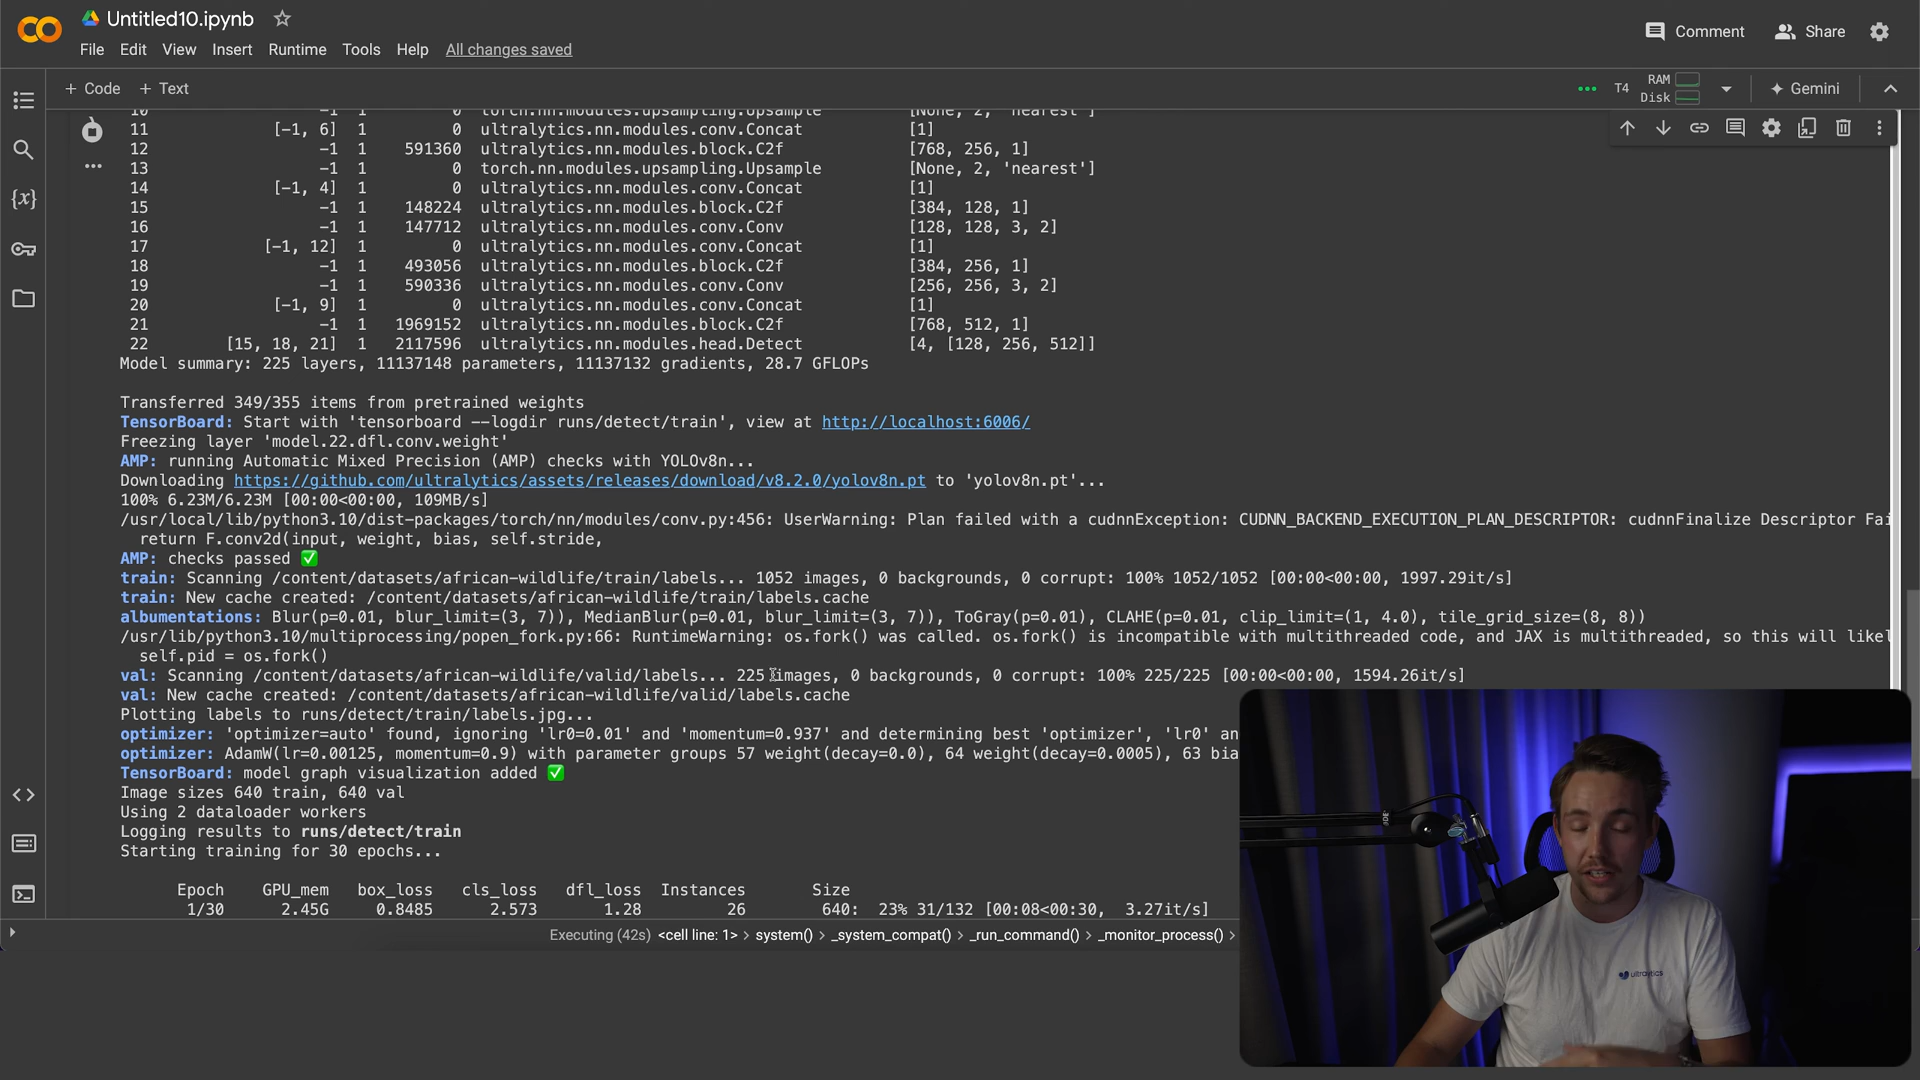 Untitled10.ipynb
File Edit View Insert Runtime Tools Help All changes saved
Comment Share
+ Code + Text
T4 RAM Disk Gemini
10 -1 1 0 torch.nn.modules.upsampling.Upsample [None, 2, 'nearest']
11 [-1, 6] 1 0 ultralytics.nn.modules.conv.Concat [1]
12 -1 1 591360 ultralytics.nn.modules.block.C2f [768, 256, 1]
13 -1 1 0 torch.nn.modules.upsampling.Upsample [None, 2, 'nearest']
14 [-1, 4] 1 0 ultralytics.nn.modules.conv.Concat [1]
15 -1 1 148224 ultralytics.nn.modules.block.C2f [384, 128, 1]
16 -1 1 147712 ultralytics.nn.modules.conv.Conv [128, 128, 3, 2]
17 [-1, 12] 1 0 ultralytics.nn.modules.conv.Concat [1]
18 -1 1 493056 ultralytics.nn.modules.block.C2f [384, 256, 1]
19 -1 1 590336 ultralytics.nn.modules.conv.Conv [256, 256, 3, 2]
20 [-1, 9] 1 0 ultralytics.nn.modules.conv.Concat [1]
21 -1 1 1969152 ultralytics.nn.modules.block.C2f [768, 512, 1]
22 [15, 18, 21] 1 2117596 ultralytics.nn.modules.head.Detect [4, [128, 256, 512]]
Model summary: 225 layers, 11137148 parameters, 11137132 gradients, 28.7 GFLOPs
Transferred 349/355 items from pretrained weights
TensorBoard: Start with 'tensorboard --logdir runs/detect/train', view at http://localhost:6006/
Freezing layer 'model.22.dfl.conv.weight'
AMP: running Automatic Mixed Precision (AMP) checks with YOLOv8n...
Downloading https://github.com/ultralytics/assets/releases/download/v8.2.0/yolov8n.pt to 'yolov8n.pt'...
100% 6.23M/6.23M [00:00<00:00, 109MB/s]
/usr/local/lib/python3.10/dist-packages/torch/nn/modules/conv.py:456: UserWarning: Plan failed with a cudnnException: CUDNN_BACKEND_EXECUTION_PLAN_DESCRIPTOR: cudnnFinalize Descriptor Fai
return F.conv2d(input, weight, bias, self.stride,
AMP: checks passed ✅
train: Scanning /content/datasets/african-wildlife/train/labels... 1052 images, 0 backgrounds, 0 corrupt: 100% 1052/1052 [00:00<00:00, 1997.29it/s]
train: New cache created: /content/datasets/african-wildlife/train/labels.cache
albumentations: Blur(p=0.01, blur_limit=(3, 7)), MedianBlur(p=0.01, blur_limit=(3, 7)), ToGray(p=0.01), CLAHE(p=0.01, clip_limit=(1, 4.0), tile_grid_size=(8, 8))
/usr/lib/python3.10/multiprocessing/popen_fork.py:66: RuntimeWarning: os.fork() was called. os.fork() is incompatible with multithreaded code, and JAX is multithreaded, so this will likel
self.pid = os.fork()
val: Scanning /content/datasets/african-wildlife/valid/labels... 225 images, 0 backgrounds, 0 corrupt: 100% 225/225 [00:00<00:00, 1594.26it/s]
val: New cache created: /content/datasets/african-wildlife/valid/labels.cache
Plotting labels to runs/detect/train/labels.jpg...
optimizer: 'optimizer=auto' found, ignoring 'lr0=0.01' and 'momentum=0.937' and determining best 'optimizer', 'lr0' an
optimizer: AdamW(lr=0.00125, momentum=0.9) with parameter groups 57 weight(decay=0.0), 64 weight(decay=0.0005), 63 bia
TensorBoard: model graph visualization added ✅
Image sizes 640 train, 640 val
Using 2 dataloader workers
Logging results to runs/detect/train
Starting training for 30 epochs...
Epoch GPU_mem box_loss cls_loss dfl_loss Instances Size
1/30 2.45G 0.8485 2.573 1.28 26 640: 23% 31/132 [00:08<00:30, 3.27it/s]
Executing (42s) <cell line: 1> > system() > _system_compat() > _run_command() > _monitor_process() >
ultralytics